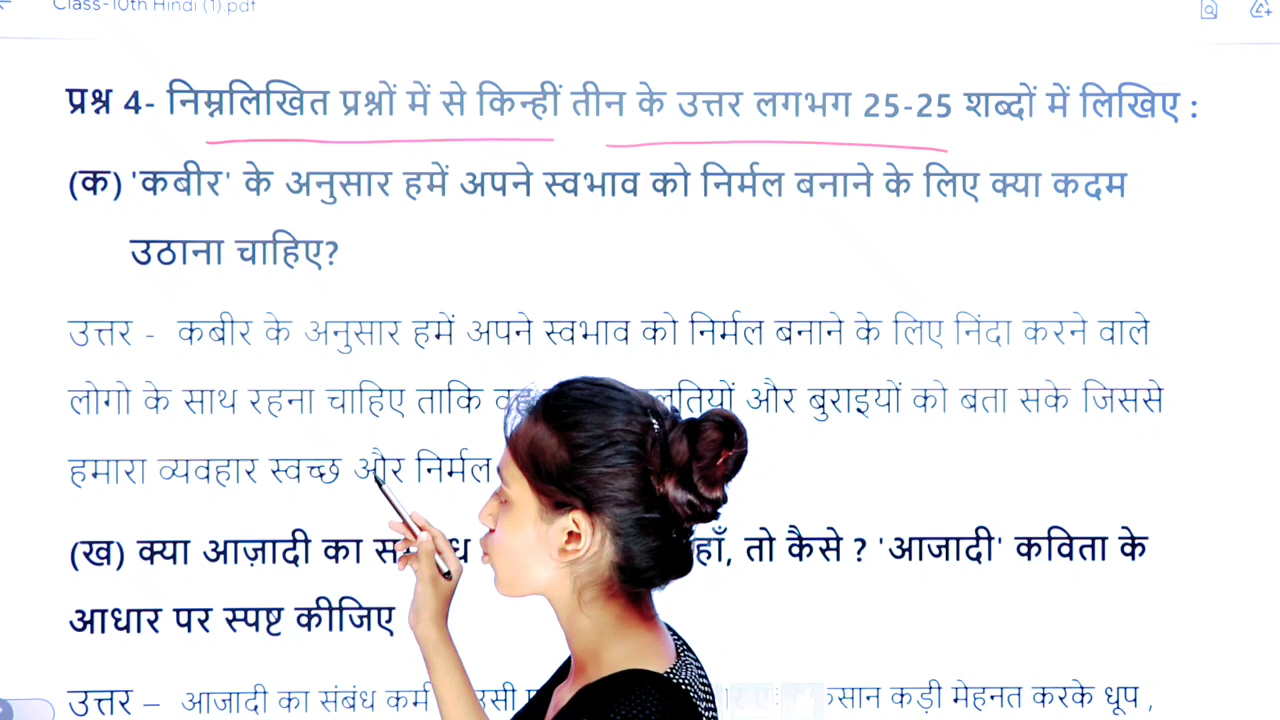 Class-10th Hindi (1).pdf
प्रश्न 4- निम्नलिखित प्रश्नों में से किन्हीं तीन के उत्तर लगभग 25-25 शब्दों में लिखिए :
(क) 'कबीर' के अनुसार हमें अपने स्वभाव को निर्मल बनाने के लिए क्या कदम
उठाना चाहिए?
उत्तर - कबीर के अनुसार हमें अपने स्वभाव को निर्मल बनाने के लिए निंदा करने वाले
लोगो के साथ रहना चाहिए ताकि और बुराइयों को बता सके जिससे
हमारा व्यवहार स्वच्छ और निर्मल
(ख) क्या आज़ादी का हाँ, तो कैसे ? 'आजादी' कविता के
आधार पर स्पष्ट कीजिए
उत्तर – आजादी का संबंध कड़ी मेहनत करके धूप ,